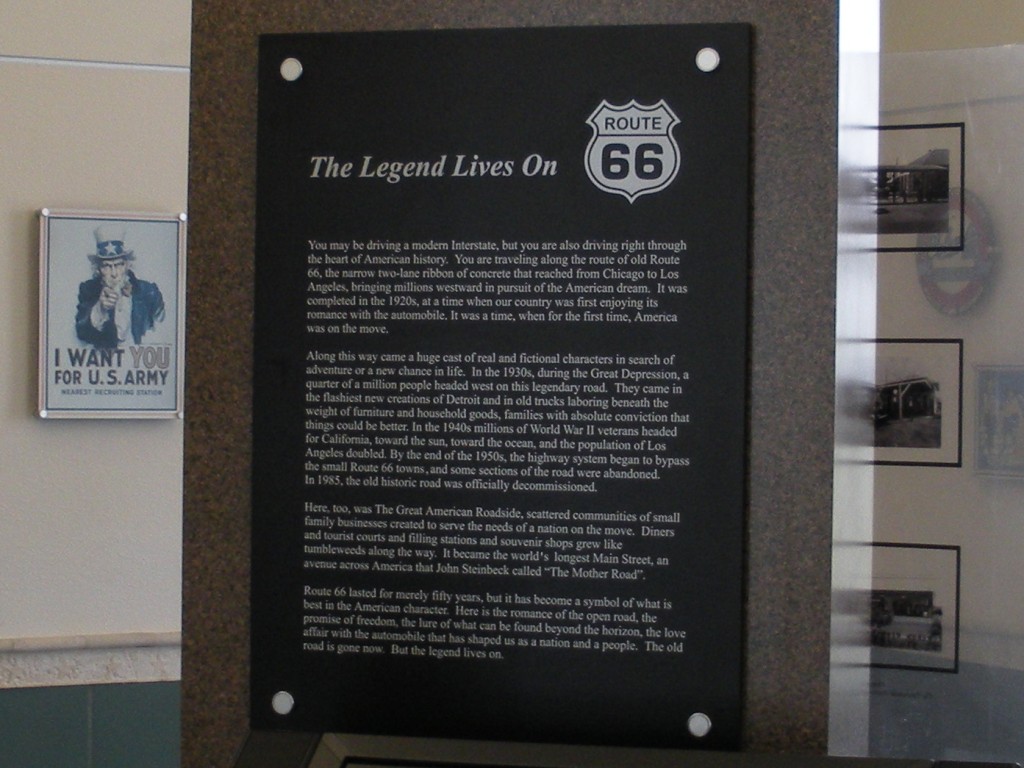 ROUTE
66
The Legend Lives On
You may be driving a modern Interstate, but you are also driving right through
the heart of American history. You are traveling along the route of old Route
66, the narrow two-lane ribbon of concrete that reached from Chicago to Los
Angeles, bringing millions westward in pursuit of the American dream. It was
completed in the 1920s, at a time when our country was first enjoying its
romance with the automobile. It was a time, when for the first time, America
was on the move.
Along this way came a huge cast of real and fictional characters in search of
adventure or a new chance in life. In the 1930s, during the Great Depression, a
quarter of a million people headed west on this legendary road. They came in
the flashiest new creations of Detroit and in old trucks laboring beneath the
weight of furniture and household goods, families with absolute conviction that
things could be better. In the 1940s millions of World War II veterans headed
for California, toward the sun, toward the ocean, and the population of Los
Angeles doubled. By the end of the 1950s, the highway system began to bypass
the small Route 66 towns, and some sections of the road were abandoned.
In 1985, the old historic road was officially decommissioned.
Here, too, was The Great American Roadside, scattered communities of small
family businesses created to serve the needs of a nation on the move. Diners
and tourist courts and filling stations and souvenir shops grew like
tumbleweeds along the way. It became the world's longest Main Street, an
avenue across America that John Steinbeck called "The Mother Road".
Route 66 lasted for merely fifty years, but it has become a symbol of what is
best in the American character. Here is the romance of the open road, the
promise of freedom, the lure of what can be found beyond the horizon, the love
affair with the automobile that has shaped us as a nation and a people. The old
road is gone now. But the legend lives on.
I WANT YOU
FOR U.S. ARMY
NEAREST RECRUITING STATION